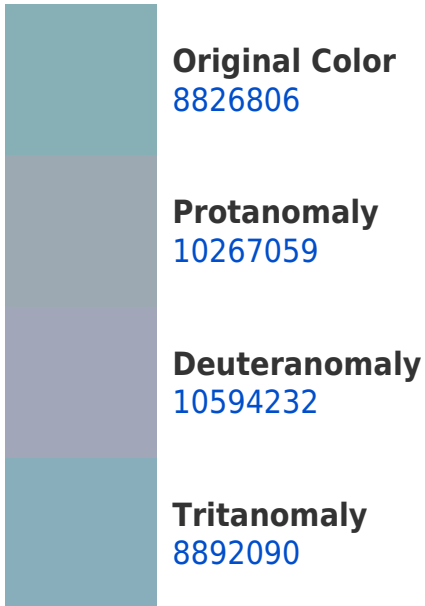 Original Color
8826806
Protanomaly
10267059
Deuteranomaly
10594232
Tritanomaly
8892090